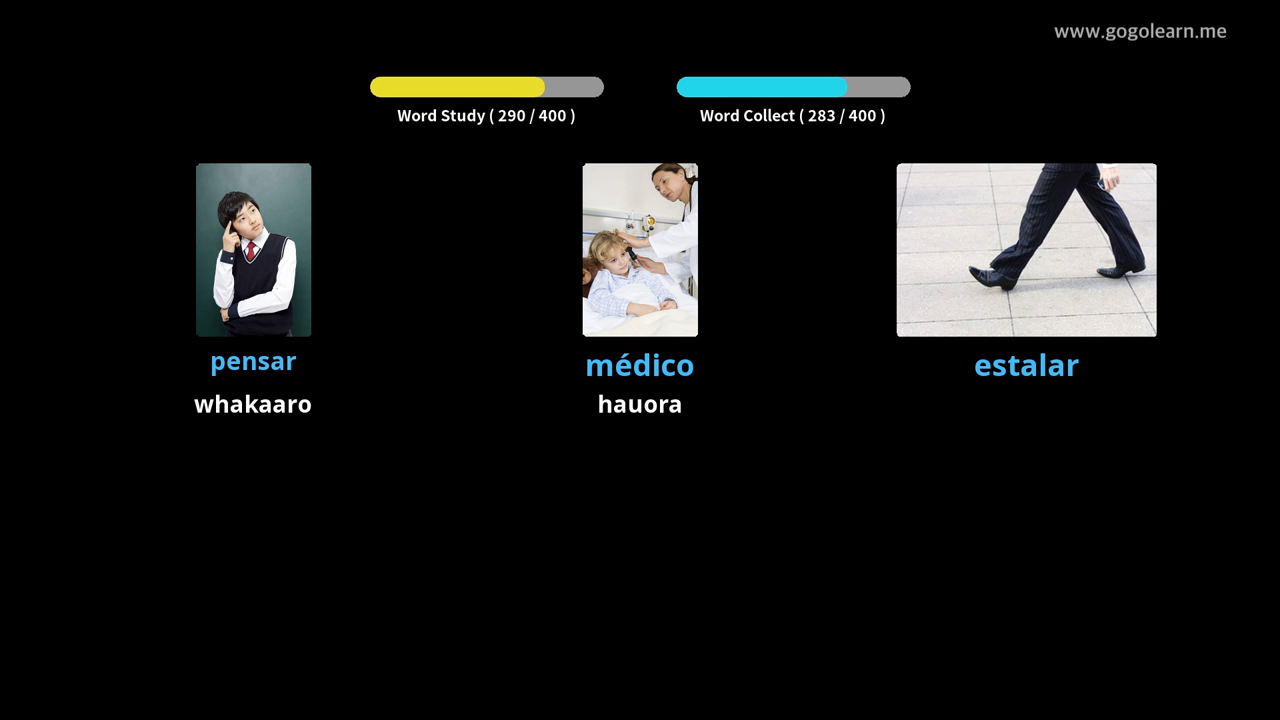 www.gogolearn.me
Word Study ( 290 / 400 )
Word Collect ( 283 / 400 )
pensar
médico
estalar
whakaaro
hauora